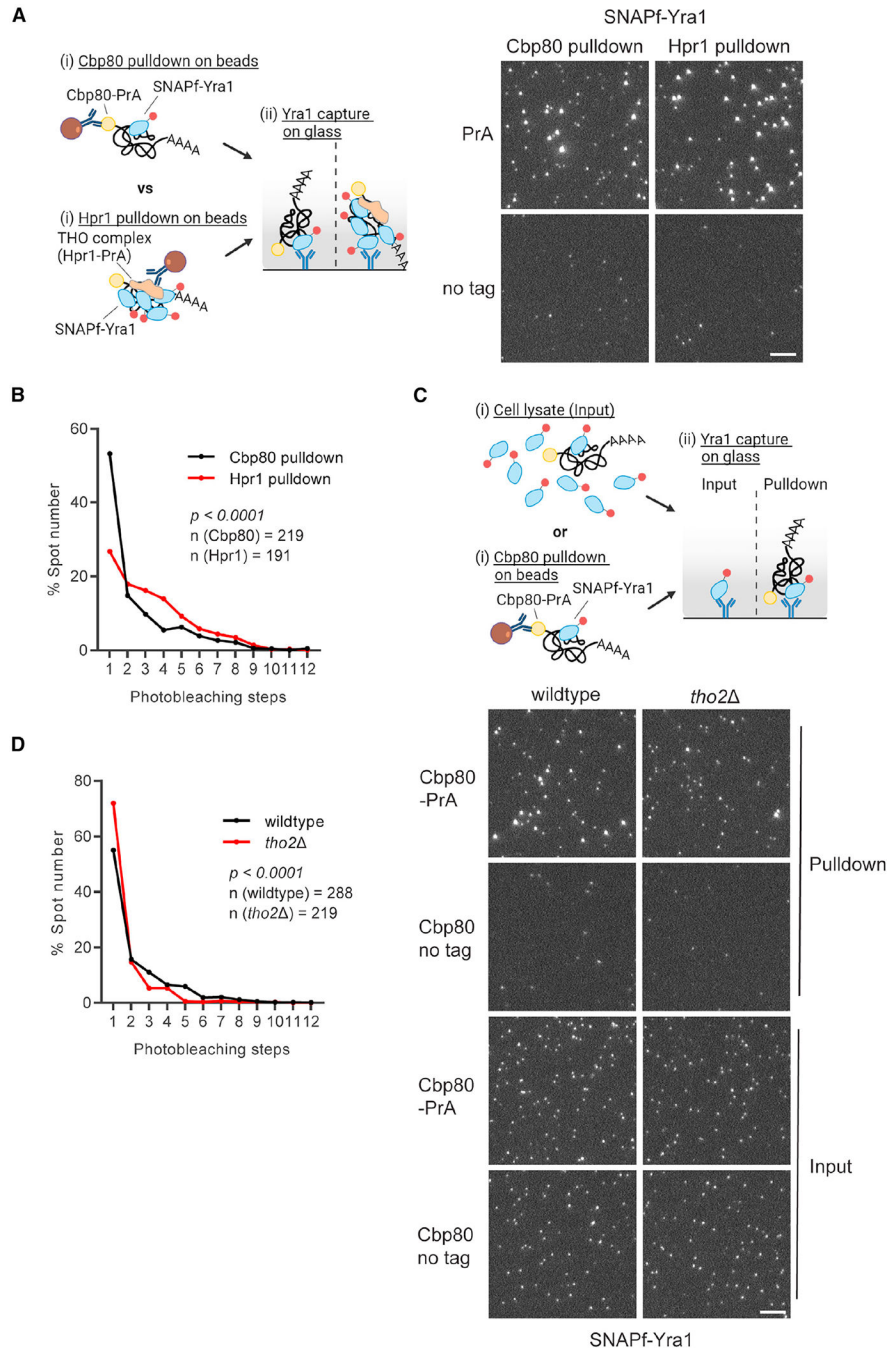 A
SNAPf-Yra1
Cbp80 pulldown Hpr1 pulldown
(i) Cbp80 pulldown on beads
SNAPf-Yra1
Cbp80-PrA
AAAA
(ii) Yra1 capture
on glass
AAAA
AAA
vs
(i) Hpr1 pulldown on beads
THO complex
(Hpr1-PrA)
AAAA
SNAPf-Yra1
PrA
no tag
B
60
40
20
0
% Spot number
Cbp80 pulldown
Hpr1 pulldown
p < 0.0001
n (Cbp80) = 219
n (Hpr1) = 191
1 2 3 4 5 6 7 8 9 10 11 12
Photobleaching steps
C
(i) Cell lysate (Input)
AAAA
(ii) Yra1 capture
on glass
Input Pulldown
AAAA
or
(i) Cbp80 pulldown
on beads
SNAPf-Yra1
Cbp80-PrA
AAAA
D
80
60
40
20
0
% Spot number
wildtype
tho2Δ
p < 0.0001
n (wildtype) = 288
n (tho2Δ) = 219
1 2 3 4 5 6 7 8 9 10 11 12
Photobleaching steps
wildtype tho2Δ
Cbp80
-PrA
Cbp80
no tag
Pulldown
Cbp80
-PrA
Cbp80
no tag
Input
SNAPf-Yra1